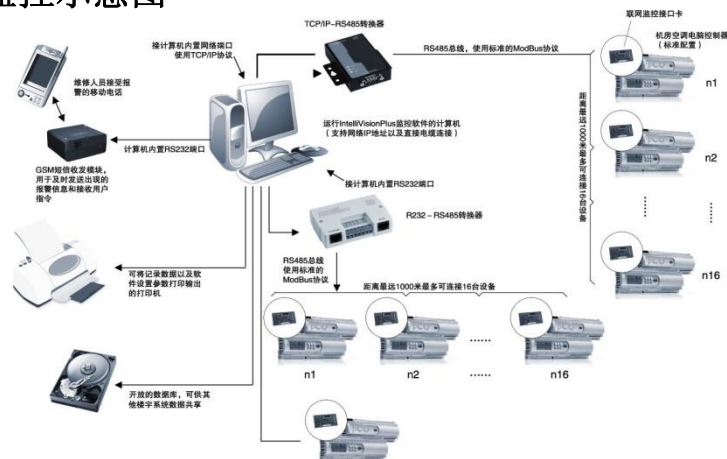 监控示意图
TCP/IP-RS485转换器
联网监控接口卡
接计算机内置网络端口
使用TCP/IP协议
RS485总线，使用标准的ModBus协议
机房空调电脑控制器
（标准配置）
n1
维修人员接受报
警的移动电话
运行IntelliVisionPlus监控软件的计算机
（支持网络IP地址以及直接电缆连接）
距离最远1000米最多可连接16台设备
计算机内置RS232端口
n2
GSM短信收发模块，
用于及时发送出现的
报警信息和接收用户
指令
接计算机内置RS232端口
R232-RS485转换器
......
......
n16
RS485总线
使用标准的
ModBus协议
可将记录数据以及软
件设置参数打印输出
的打印机
距离最远1000米最多可连接16台设备
......
n1
n2
......
n16
开放的数据库，可供其
他楼宇系统数据共享